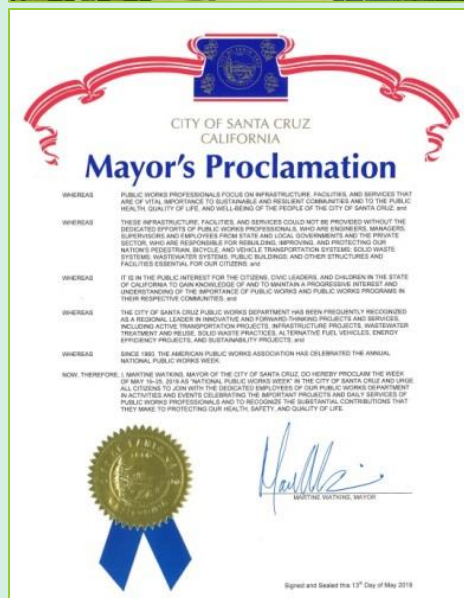 CITY OF SANTA CRUZ
CALIFORNIA
Mayor's Proclamation
WHEREAS PUBLIC WORKS PROFESSIONALS FOCUS ON INFRASTRUCTURE, FACILITIES, AND SERVICES THAT
ARE OF VITAL IMPORTANCE TO SUSTAINABLE AND RESILIENT COMMUNITIES AND TO THE PUBLIC
HEALTH, QUALITY OF LIFE, AND WELL-BEING OF THE PEOPLE OF THE CITY OF SANTA CRUZ; and
WHEREAS THESE INFRASTRUCTURE, FACILITIES, AND SERVICES COULD NOT BE PROVIDED WITHOUT THE
DEDICATED EFFORTS OF PUBLIC WORKS PROFESSIONALS, WHO ARE ENGINEERS, MANAGERS,
SUPERVISORS AND EMPLOYEES FROM STATE AND LOCAL GOVERNMENTS AND THE PRIVATE
SECTOR, WHO ARE RESPONSIBLE FOR REBUILDING, IMPROVING, AND PROTECTING OUR
NATION'S PEDESTRIAN, BICYCLE, AND VEHICLE TRANSPORTATION SYSTEMS; SOLID WASTE
SYSTEMS; WASTEWATER SYSTEMS; PUBLIC BUILDINGS, AND OTHER STRUCTURES AND
FACILITIES ESSENTIAL FOR OUR CITIZENS; and
WHEREAS IT IS IN THE PUBLIC INTEREST FOR THE CITIZENS, CIVIC LEADERS, AND CHILDREN IN THE STATE
OF CALIFORNIA TO GAIN KNOWLEDGE OF AND TO MAINTAIN A PROGRESSIVE INTEREST AND
UNDERSTANDING OF THE IMPORTANCE OF PUBLIC WORKS AND PUBLIC WORKS PROGRAMS IN
THEIR RESPECTIVE COMMUNITIES; and
WHEREAS THE CITY OF SANTA CRUZ PUBLIC WORKS DEPARTMENT HAS BEEN FREQUENTLY RECOGNIZED
AS A REGIONAL LEADER IN INNOVATIVE AND FORWARD-THINKING PROJECTS AND SERVICES,
INCLUDING ACTIVE TRANSPORTATION PROJECTS, INFRASTRUCTURE PROJECTS, WASTEWATER
TREATMENT AND REUSE, SOLID WASTE PRACTICES, ALTERNATIVE FUEL VEHICLES, ENERGY
EFFICIENCY PROJECTS, AND SUSTAINABILITY PROJECTS; and
WHEREAS SINCE 1960, THE AMERICAN PUBLIC WORKS ASSOCIATION HAS CELEBRATED THE ANNUAL
NATIONAL PUBLIC WORKS WEEK.
NOW, THEREFORE, I, MARTINE WATKINS, MAYOR OF THE CITY OF SANTA CRUZ, DO HEREBY PROCLAIM THE WEEK
OF MAY 19-25, 2019 AS "NATIONAL PUBLIC WORKS WEEK" IN THE CITY OF SANTA CRUZ AND URGE
ALL CITIZENS TO JOIN WITH THE DEDICATED EMPLOYEES OF OUR PUBLIC WORKS DEPARTMENT
IN ACTIVITIES AND EVENTS CELEBRATING THE IMPORTANT PROJECTS AND DAILY SERVICES OF
PUBLIC WORKS PROFESSIONALS AND TO RECOGNIZE THE SUBSTANTIAL CONTRIBUTIONS THAT
THEY MAKE TO PROTECTING OUR HEALTH, SAFETY, AND QUALITY OF LIFE.
MARTINE WATKINS, MAYOR
Signed and Sealed this 13th Day of May 2019